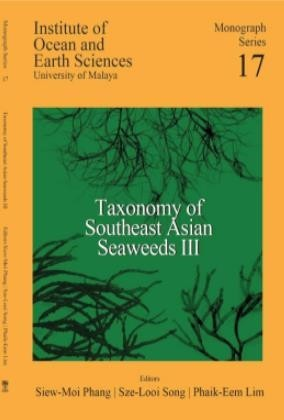 Institute of
Ocean and
Earth Sciences
University of Malaya
Monograph
Series
17
Taxonomy of
Southeast Asian
Seaweeds III
Editors
Siew-Moi Phang | Sze-Looi Song | Phaik-Eem Lim
Monograph Series 17
Taxonomy of Southeast Asian Seaweeds III
Editors Siew-Moi Phang | Sze-Looi Song | Phaik-Eem Lim